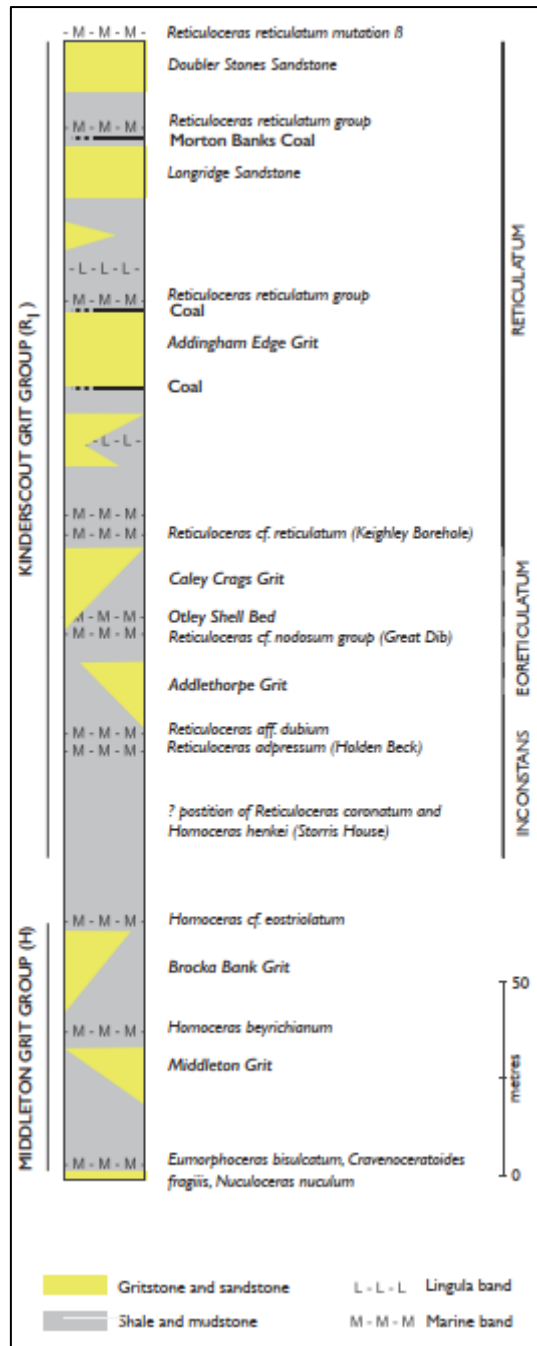 - M - M - M - Reticuloceras reticulatum mutation ß
Doubler Stones Sandstone
- M - M - M - Reticuloceras reticulatum group
Morton Banks Coal
Longridge Sandstone
- L - L - L -
- M - M - M - Reticuloceras reticulatum group
Coal
Addingham Edge Grit
Coal
L - L -
- M - M - M -
- M - M - M - Reticuloceras cf. reticulatum (Keighley Borehole)
Caley Crags Grit
M - M - M - Otley Shell Bed
- M - M - M - Reticuloceras cf. nodosum group (Great Dib)
Addlethorpe Grit
- M - M - M - Reticuloceras aff. dubium
- M - M - M - Reticuloceras adpressum (Holden Beck)
? postition of Reticuloceras coronatum and
Homoceras henkei (Storris House)
- M - M - M - Homoceras cf. eostriolatum
Brocka Bank Grit
- M - M - M - Homoceras beyrichianum
Middleton Grit
- M - M - M - Eumorphoceras bisulcatum, Cravenoceratoides
fragiiis, Nuculoceras nuculum
KINDERSCOUT GRIT GROUP (R1)
MIDDLETON GRIT GROUP (H)
RETICULATUM
EORETICULATUM
INCONSTANS
50
metres
0
Gritstone and sandstone
L - L - L Lingula band
Shale and mudstone
M - M - M Marine band